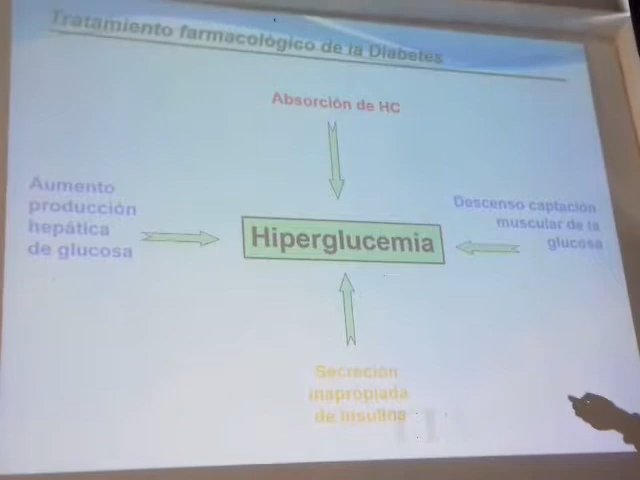 Tratamiento farmacológico de la Diabetes
Absorción de HC
Aumento
producción
hepática
de glucosa
Descenso captación
muscular de la
glucosa
Hiperglucemia
Secreción
inapropiada
de insulina